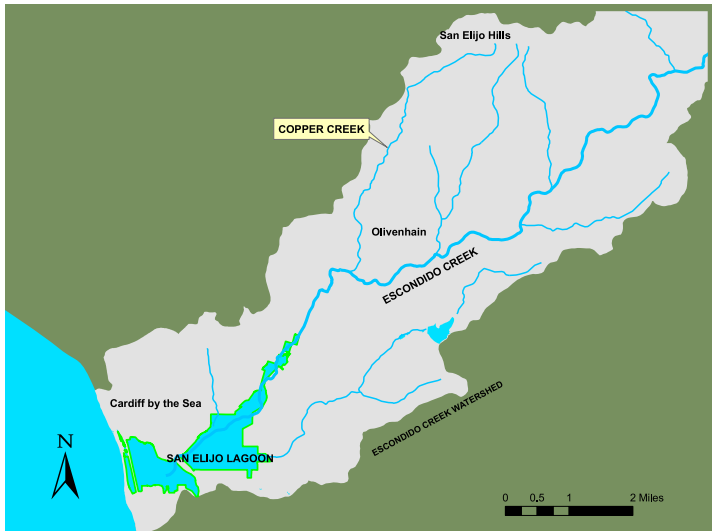 San Elijo Hills
COPPER CREEK
Olivenhain
ESCONDIDO CREEK
Cardiff by the Sea
ESCONDIDO CREEK WATERSHED
N
SAN ELIJO LAGOON
0 0.5 1 2 Miles